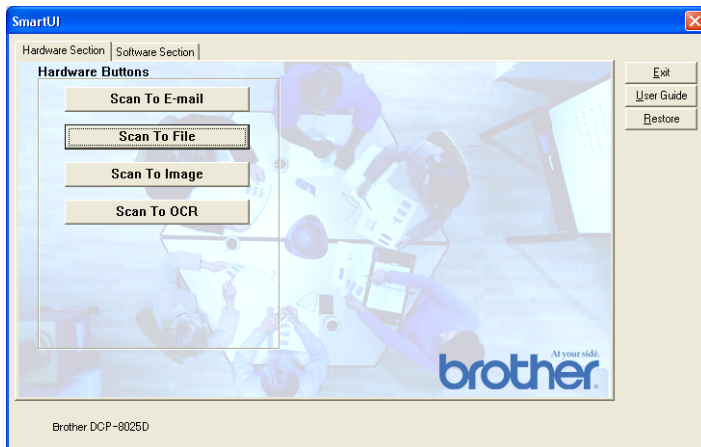 SmartUI
Hardware Section Software Section
Hardware Buttons
Scan To E-mail
Scan To File
Scan To Image
Scan To OCR
Exit
User Guide
Restore
At your side.
brother.
Brother DCP-8025D